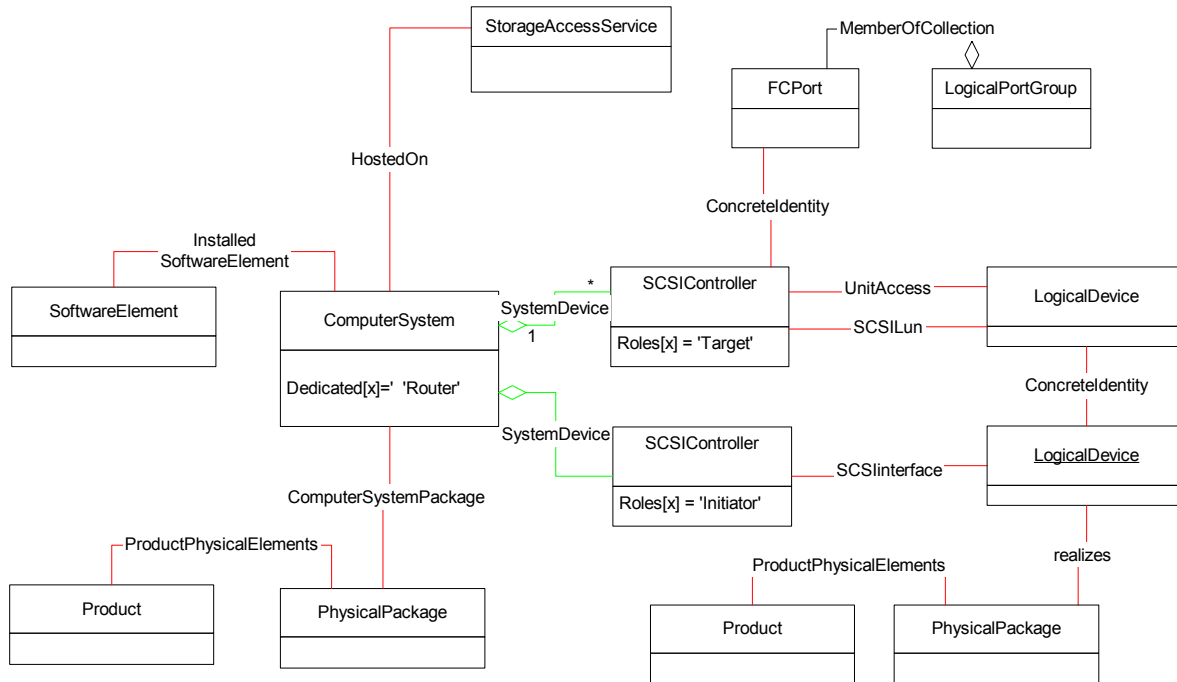 StorageAccessService
MemberOfCollection
FCPort
LogicalPortGroup
HostedOn
ConcreteIdentity
Installed
SoftwareElement
SoftwareElement
ComputerSystem
Dedicated[x]=' 'Router'
SystemDevice
*
1
SCSIController
Roles[x] = 'Target'
UnitAccess
SCSILun
LogicalDevice
ConcreteIdentity
SystemDevice
SCSIController
Roles[x] = 'Initiator'
SCSIinterface
LogicalDevice
ComputerSystemPackage
ProductPhysicalElements
Product
PhysicalPackage
realizes
ProductPhysicalElements
Product
PhysicalPackage